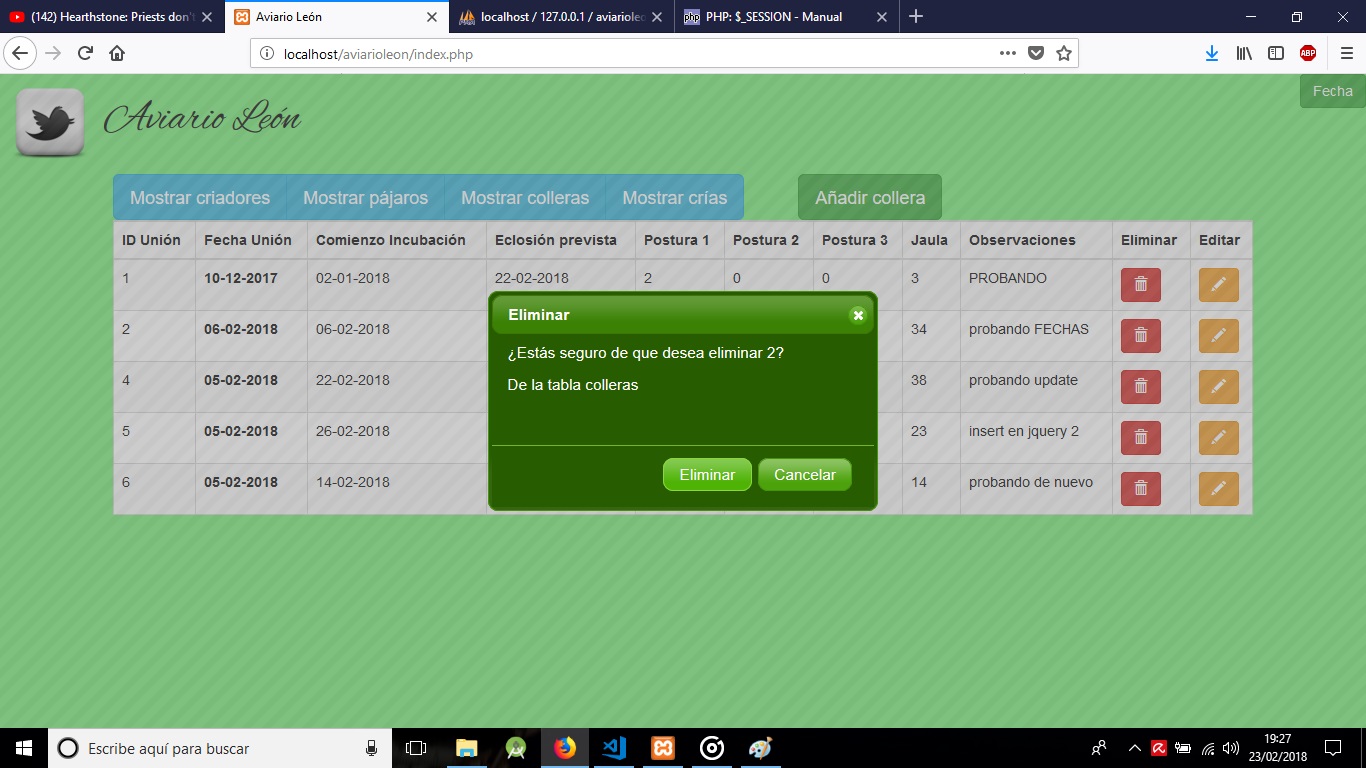 (142) Hearthstone: Priests don't
Aviario León
localhost / 127.0.0.1 / aviarioleo
PHP: $_SESSION - Manual
localhost/aviarioleon/index.php
ABP
Aviario León
Fecha
Mostrar criadores Mostrar pájaros Mostrar colleras Mostrar crías Añadir collera
ID Unión Fecha Unión Comienzo Incubación Eclosión prevista Postura 1 Postura 2 Postura 3 Jaula Observaciones Eliminar Editar
1 10-12-2017 02-01-2018 22-02-2018 2 0 0 3 PROBANDO
2 06-02-2018 06-02-2018 34 probando FECHAS
4 05-02-2018 22-02-2018 38 probando update
5 05-02-2018 26-02-2018 23 insert en jquery 2
6 05-02-2018 14-02-2018 14 probando de nuevo
Eliminar
¿Estás seguro de que desea eliminar 2?
De la tabla colleras
Eliminar Cancelar
Escribe aquí para buscar
19:27
23/02/2018